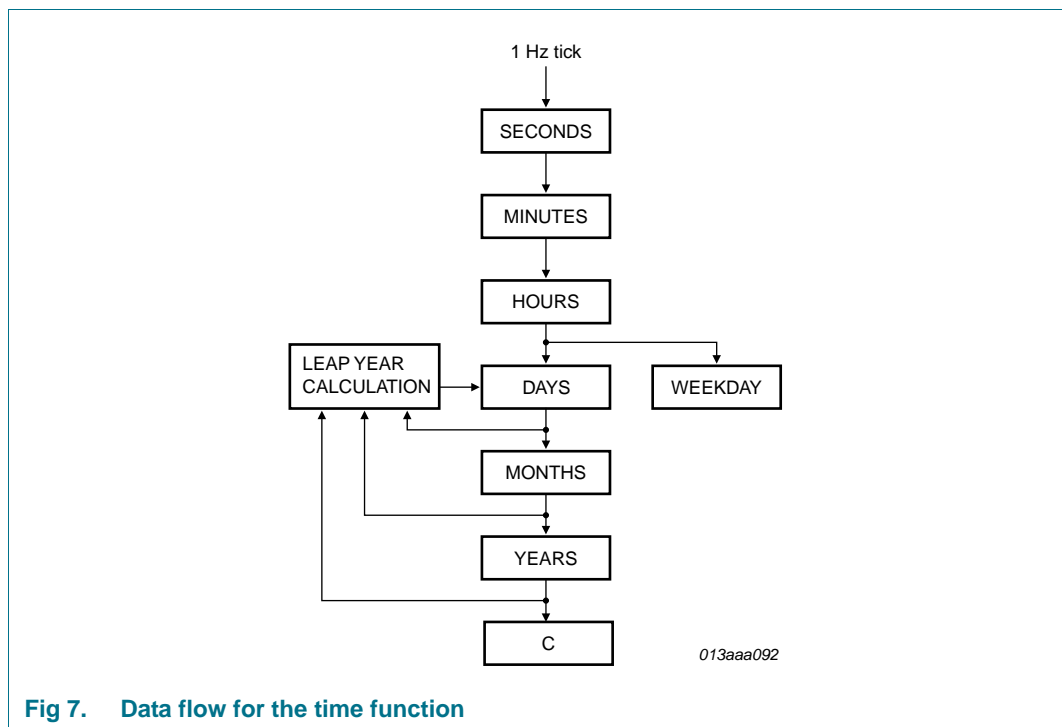 1 Hz tick
SECONDS
MINUTES
HOURS
LEAP YEAR
CALCULATION
DAYS
WEEKDAY
MONTHS
YEARS
C
013aaa092
Fig 7. Data flow for the time function